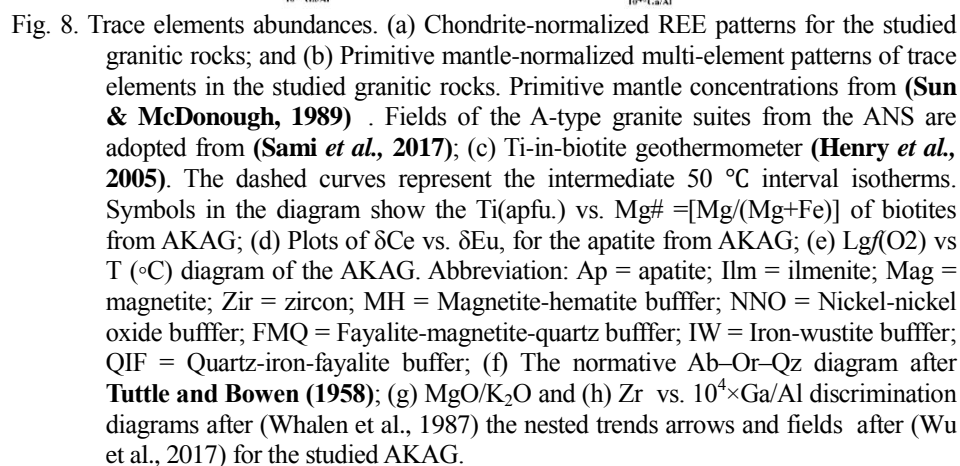 10⁴*Ga/Al
Fig. 8. Trace elements abundances. (a) Chondrite-normalized REE patterns for the studied
granitic rocks; and (b) Primitive mantle-normalized multi-element patterns of trace
elements in the studied granitic rocks. Primitive mantle concentrations from (Sun
& McDonough, 1989) . Fields of the A-type granite suites from the ANS are
adopted from (Sami et al., 2017); (c) Ti-in-biotite geothermometer (Henry et al.,
2005). The dashed curves represent the intermediate 50 °C interval isotherms.
Symbols in the diagram show the Ti(apfu.) vs. Mg# =[Mg/(Mg+Fe)] of biotites
from AKAG; (d) Plots of δCe vs. δEu, for the apatite from AKAG; (e) Lgf(O2) vs
T (◦C) diagram of the AKAG. Abbreviation: Ap = apatite; Ilm = ilmenite; Mag =
magnetite; Zir = zircon; MH = Magnetite-hematite bufffer; NNO = Nickel-nickel
oxide bufffer; FMQ = Fayalite-magnetite-quartz bufffer; IW = Iron-wustite bufffer;
QIF = Quartz-iron-fayalite buffer; (f) The normative Ab–Or–Qz diagram after
Tuttle and Bowen (1958); (g) MgO/K₂O and (h) Zr vs. 10⁴×Ga/Al discrimination
diagrams after (Whalen et al., 1987) the nested trends arrows and fields after (Wu
et al., 2017) for the studied AKAG.